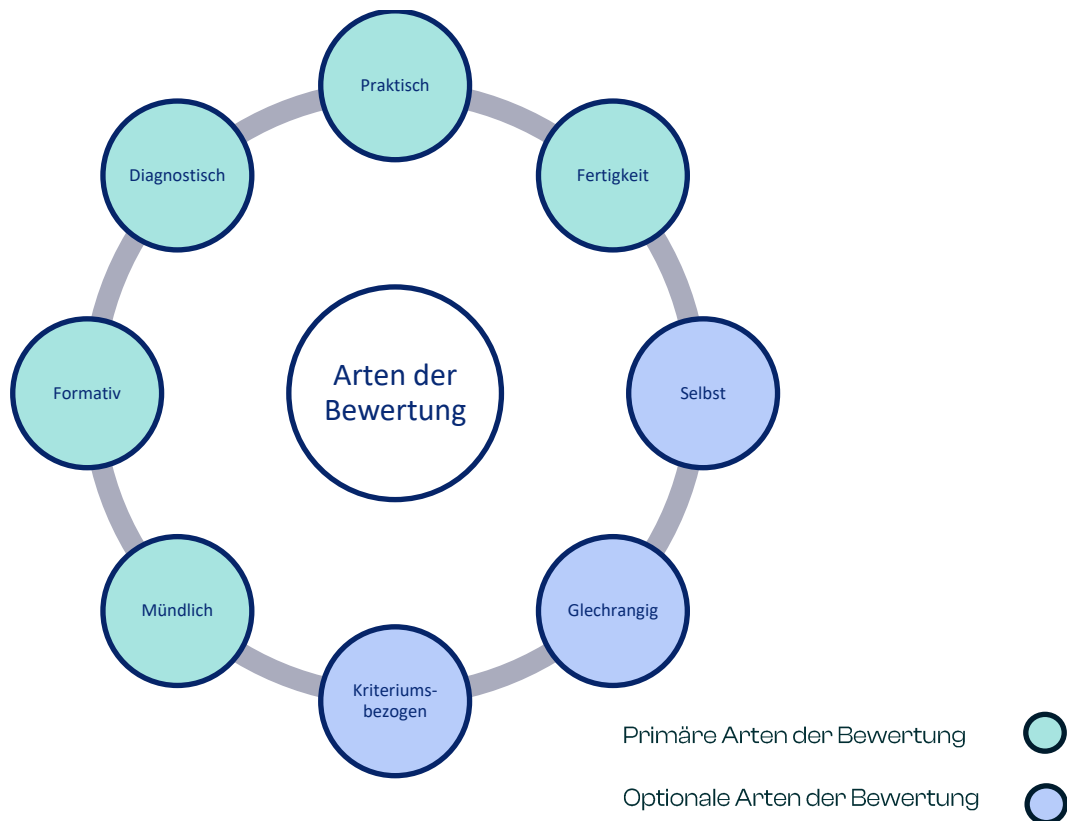 Praktisch
Diagnostisch
Fertigkeit
Arten der
Bewertung
Formativ
Selbst
Mündlich
Glechrangig
Kriteriums-
bezogen
Primäre Arten der Bewertung
Optionale Arten der Bewertung